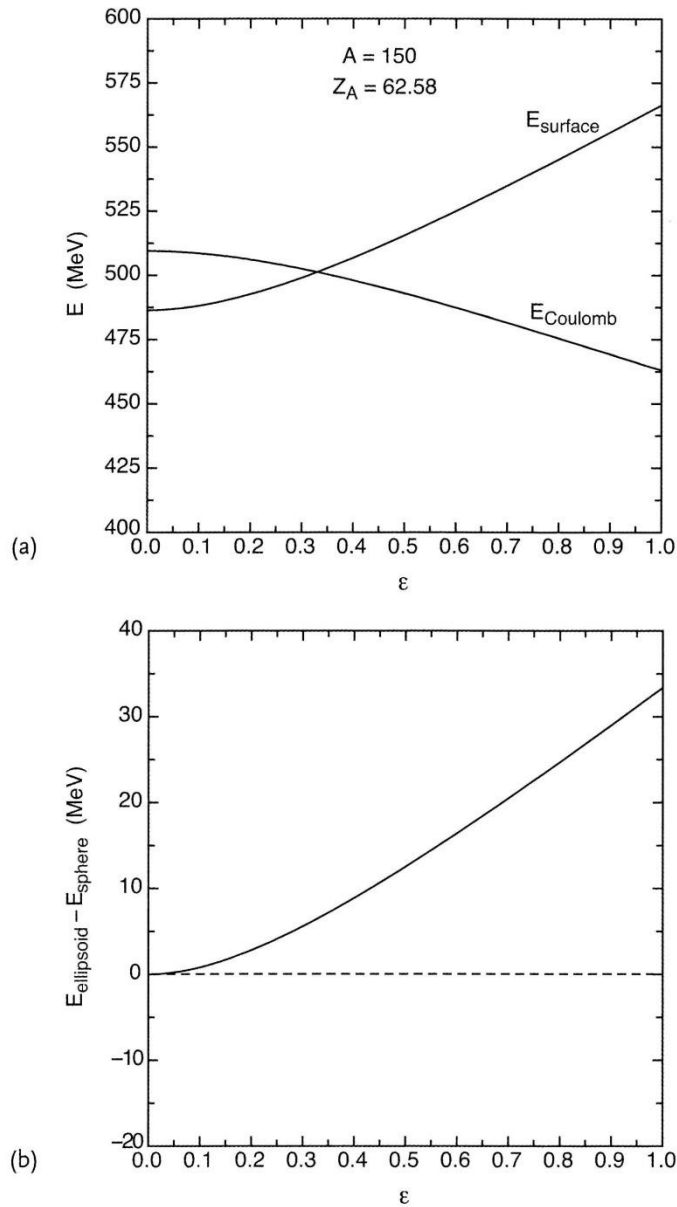 600
575
550
525
500
475
450
425
400
E (MeV)
A = 150
Z_A = 62.58
E_surface
E_Coulomb
0.0 0.1 0.2 0.3 0.4 0.5 0.6 0.7 0.8 0.9 1.0
(a)
ε
40
30
20
10
0
−10
−20
E_ellipsoid − E_sphere (MeV)
0.0 0.1 0.2 0.3 0.4 0.5 0.6 0.7 0.8 0.9 1.0
(b)
ε